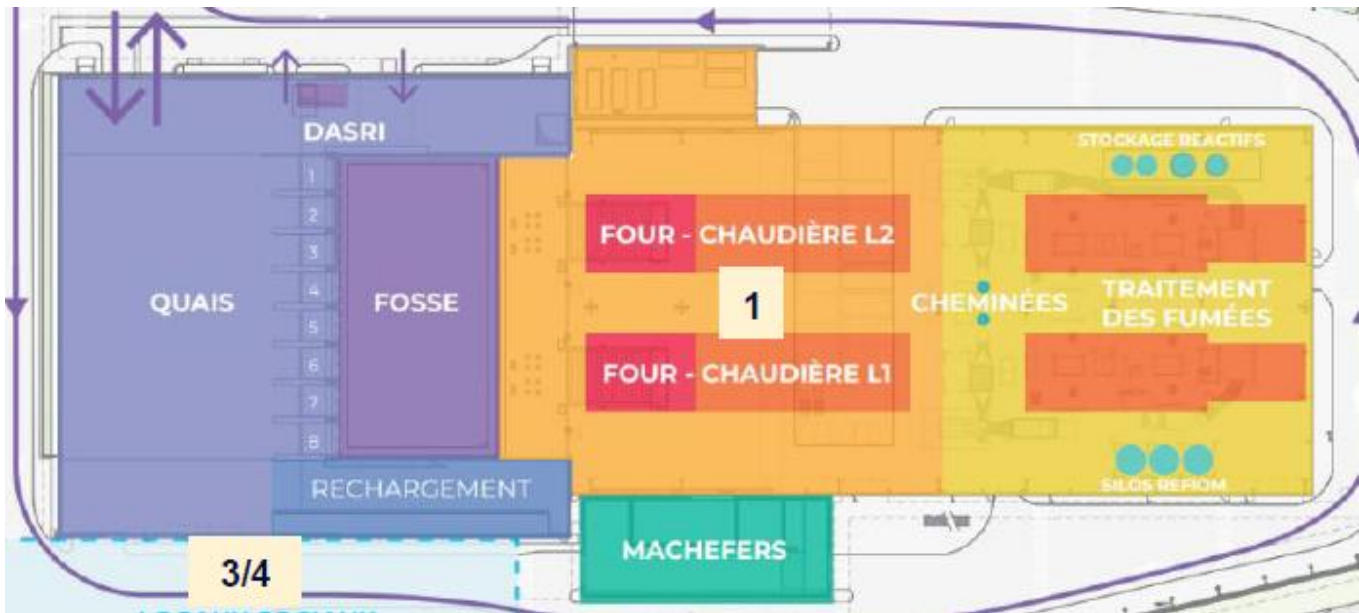 DASRI
STOCKAGE REACTIFS
1
2
3
4
5
6
7
8
QUAIS
FOSSE
FOUR - CHAUDIÈRE L2
1
CHEMINÉES
TRAITEMENT
DES FUMÉES
FOUR - CHAUDIÈRE L1
RECHARGEMENT
SILOS REFIOM
MACHEFERS
3/4